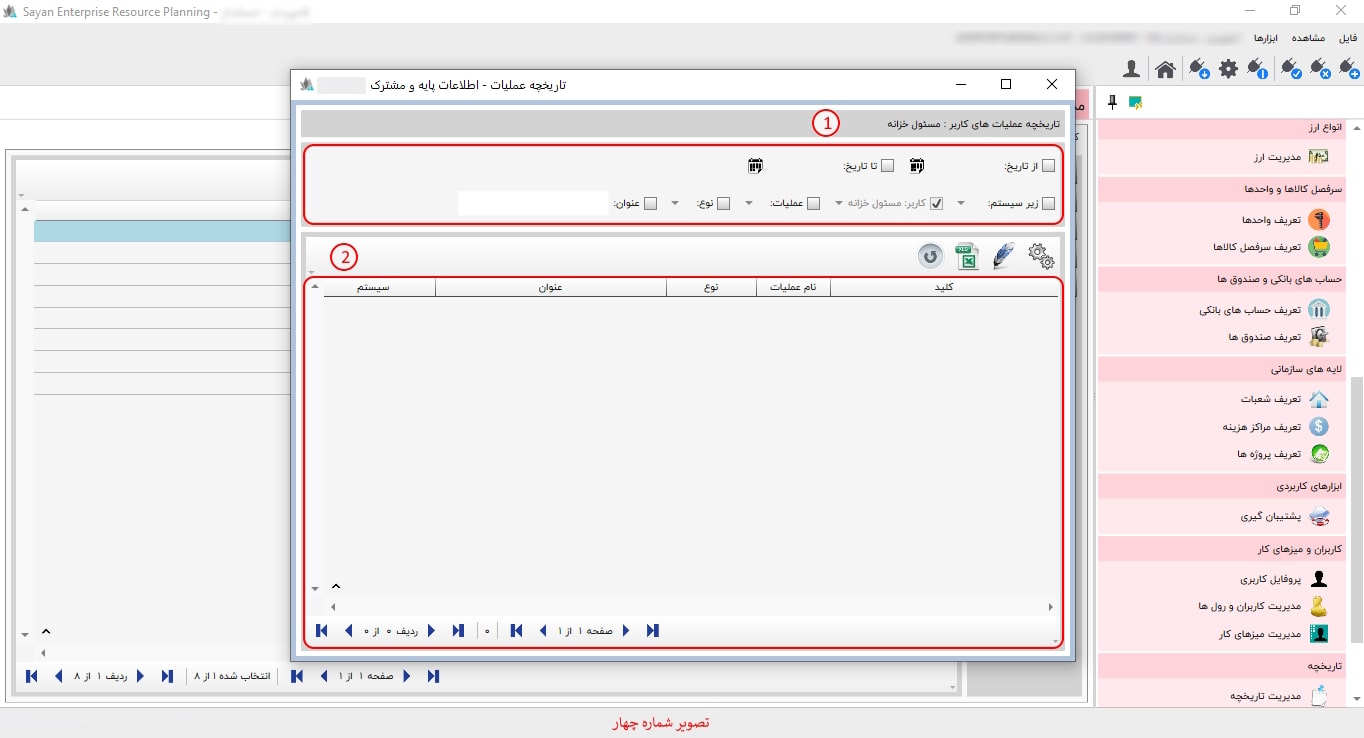 Sayan Enterprise Resource Planning -
فایل مشاهده ابزارها
تاریخچه عملیات - اطلاعات پایه و مشترک
تاریخچه عملیات های کاربر : مسئول خزانه
1
از تاریخ: تا تاریخ:
زیر سیستم: کاربر: مسئول خزانه عملیات: نوع: عنوان:
2
کلید نام عملیات نوع عنوان سیستم
ردیف ۰ از ۰ ۰ صفحه ۱ از ۱
ردیف ۱ از ۸ انتخاب شده ۱ از ۸ صفحه ۱ از ۱
انواع ارز
مدیریت ارز
سرفصل کالاها و واحدها
تعریف واحدها
تعریف سرفصل کالاها
حساب های بانکی و صندوق ها
تعریف حساب های بانکی
تعریف صندوق ها
لایه های سازمانی
تعریف شعبات
تعریف مراکز هزینه
تعریف پروژه ها
ابزارهای کاربردی
پشتیبان گیری
کاربران و میزهای کار
پروفایل کاربری
مدیریت کاربران و رول ها
مدیریت میزهای کار
تاریخچه
مدیریت تاریخچه
تصویر شماره چهار